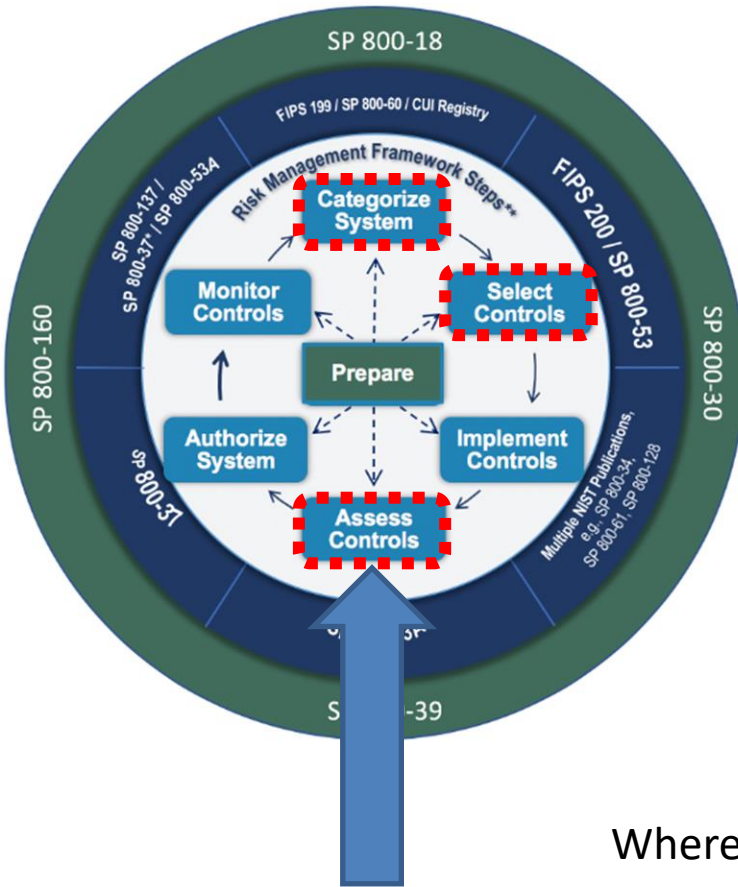 SP 800-18
FIPS 199 / SP 800-60 / CUI Registry
Risk Management Framework Steps**
Categorize
System
Select
Controls
FIPS 200 / SP 800-53
SP 800-30
Implement
Controls
Multiple NIST Publications,
e.g., SP 800-34,
SP 800-61, SP 800-128
Assess
Controls
-39
Authorize
System
SP 800-37
SP 800-160
Monitor
Controls
SP 800-137 /
SP 800-37* / SP 800-53A
Prepare
Where